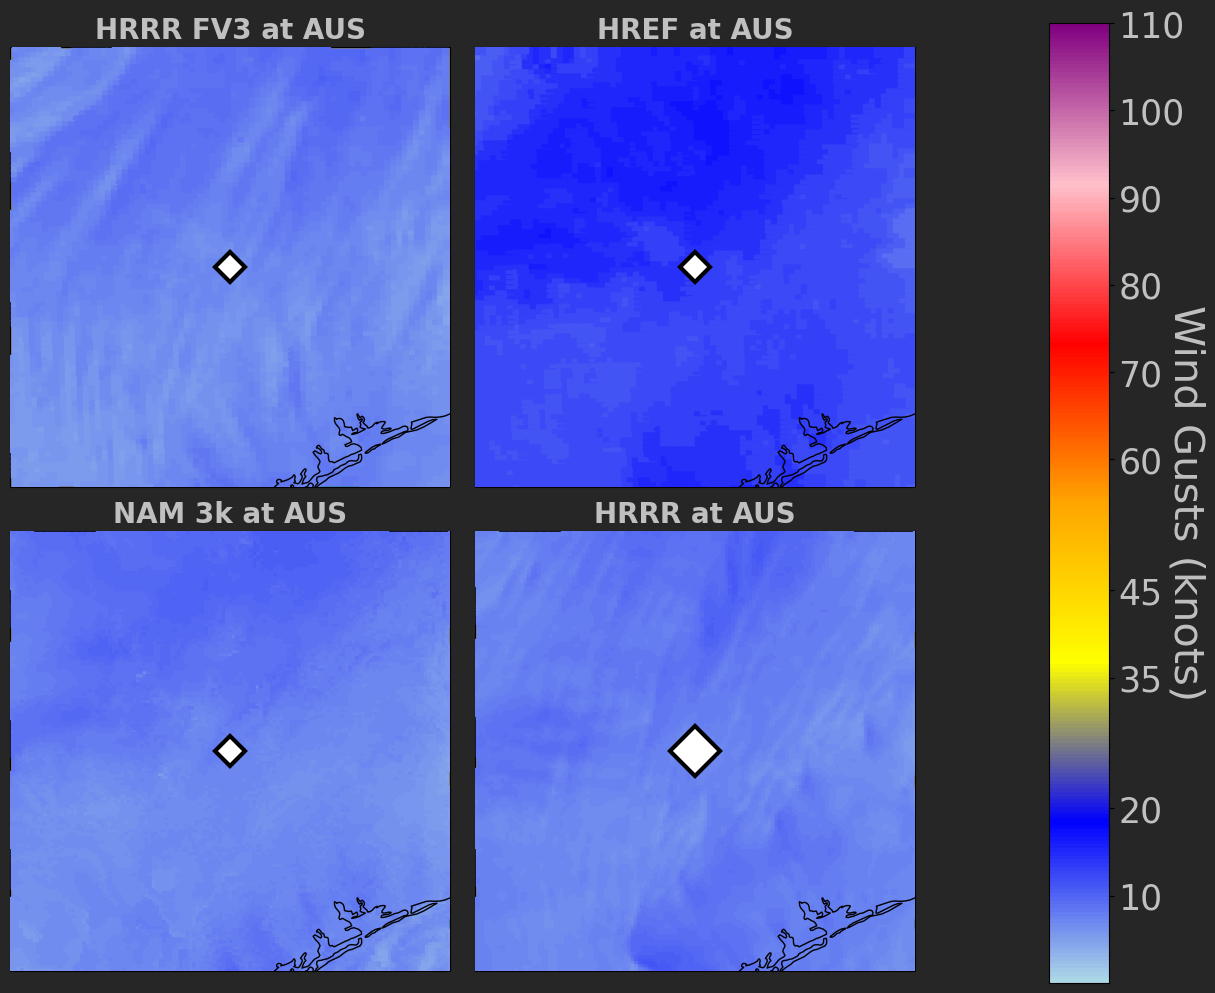 HRRR FV3 at AUS
HREF at AUS
NAM 3k at AUS
HRRR at AUS
110
100
90
80
70
60
45
35
20
10
Wind Gusts (knots)